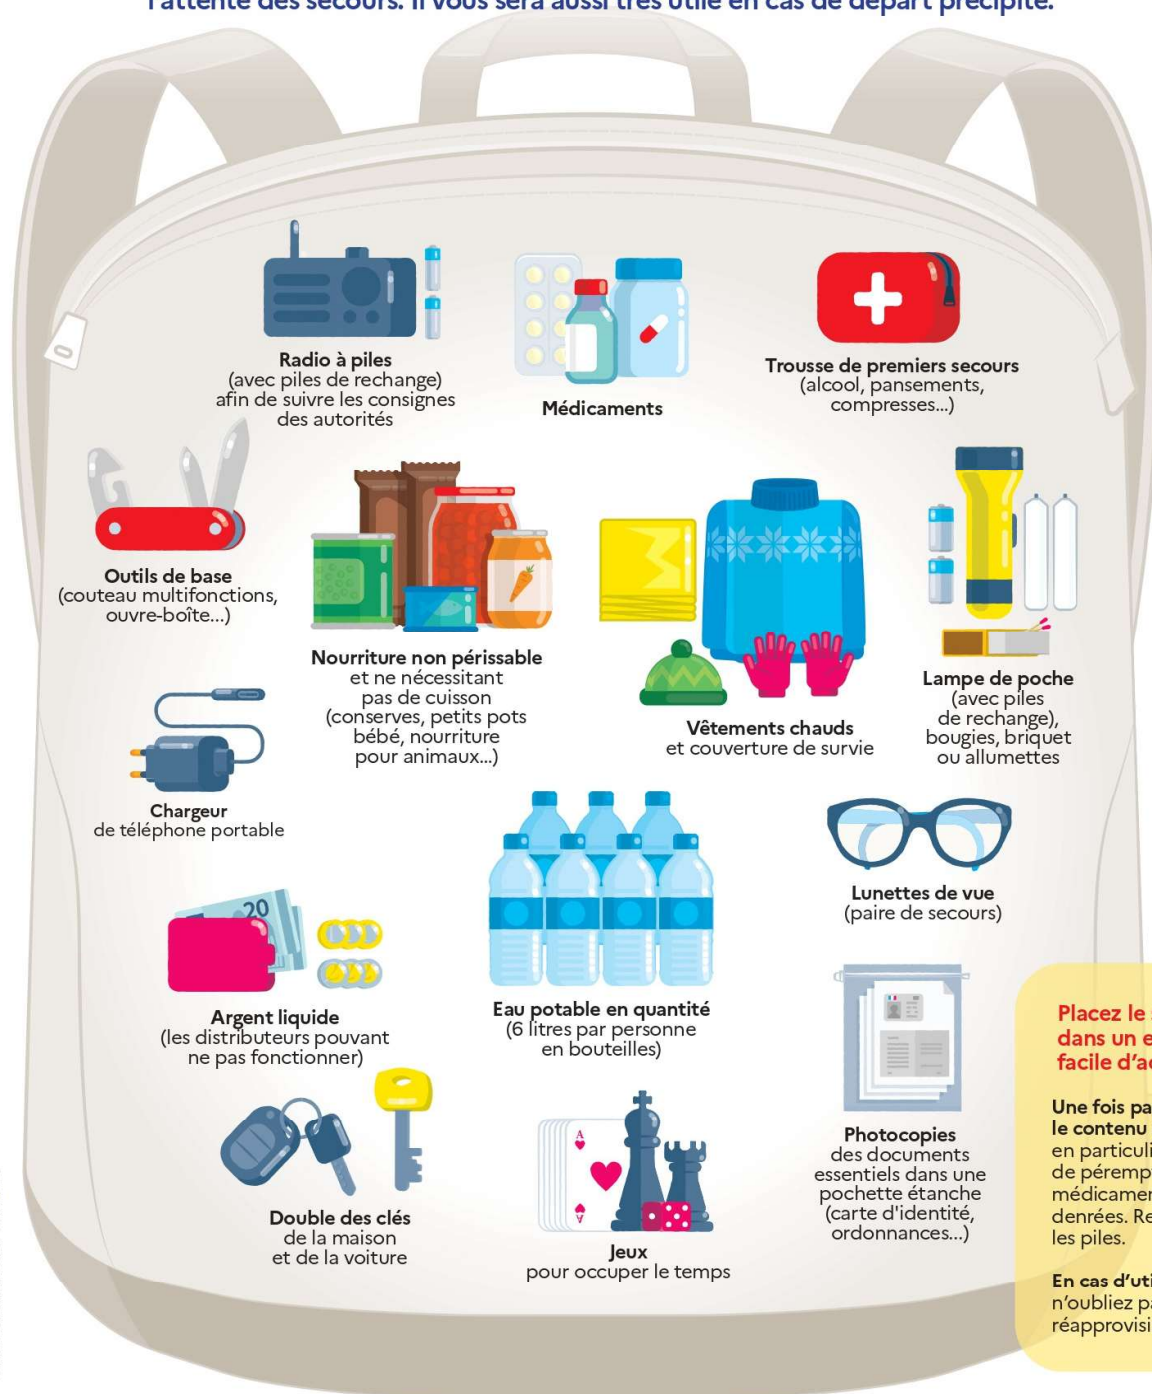 l'attente des secours. Il vous sera aussi très utile en cas de départ précipité.
Radio à piles
(avec piles de rechange)
afin de suivre les consignes
des autorités
Médicaments
Trousse de premiers secours
(alcool, pansements,
compresses...)
Outils de base
(couteau multifonctions,
ouvre-boîte...)
Nourriture non périssable
et ne nécessitant
pas de cuisson
(conserves, petits pots
bébé, nourriture
pour animaux...)
Vêtements chauds
et couverture de survie
Lampe de poche
(avec piles
de rechange),
bougies, briquet
ou allumettes
Chargeur
de téléphone portable
Lunettes de vue
(paire de secours)
20
Argent liquide
(les distributeurs pouvant
ne pas fonctionner)
Eau potable en quantité
(6 litres par personne
en bouteilles)
Photocopies
des documents
essentiels dans une
pochette étanche
(carte d'identité,
ordonnances...)
Double des clés
de la maison
et de la voiture
A
A
Jeux
pour occuper le temps
Placez le
dans un
facile
Une fois
le contenu
en
de
denrées.
les piles.
En cas
n'oubliez